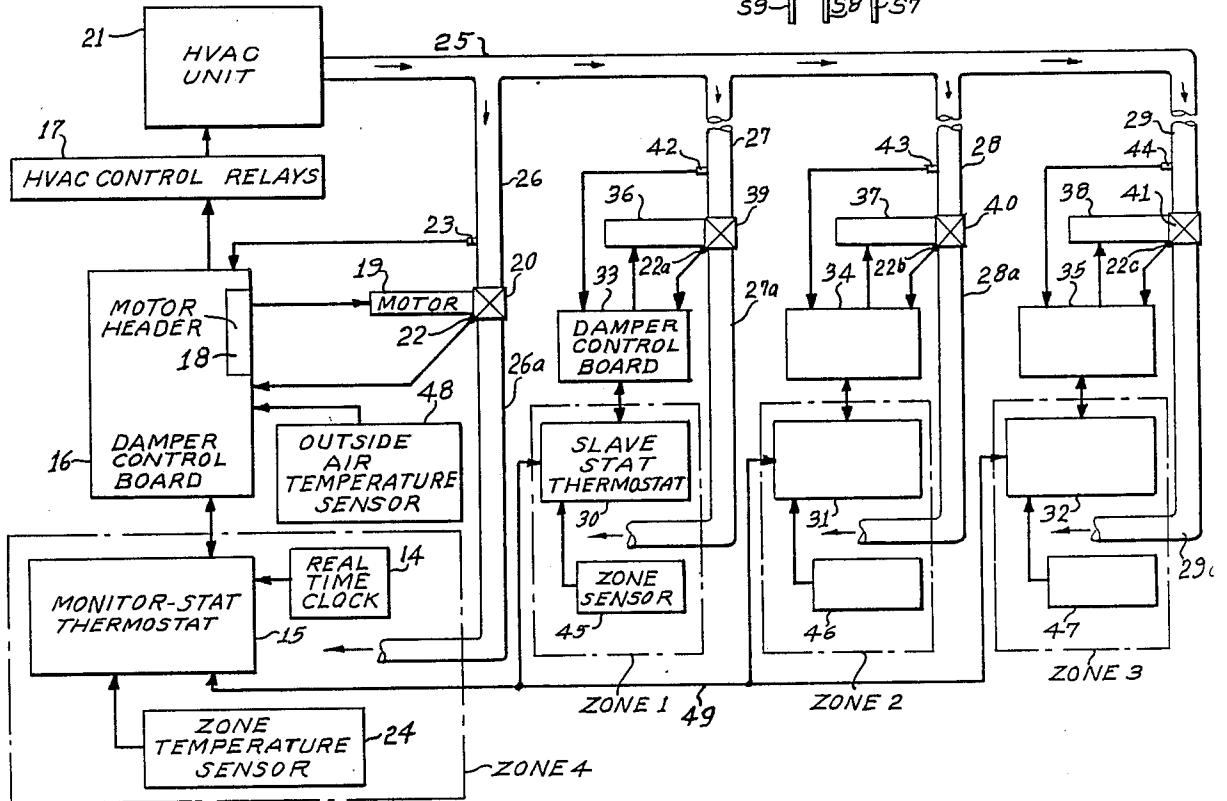 S9 S8 S7
21
HVAC
UNIT
25
17
HVAC CONTROL RELAYS
26
42
27
43
28
29
44
23
36
39
37
40
38
41
20
19
MOTOR
22
22a
22b
22c
33
34
35
27a
28a
MOTOR
HEADER
18
DAMPER
CONTROL
BOARD
26a
48
16
DAMPER
CONTROL
BOARD
OUTSIDE
AIR
TEMPERATURE
SENSOR
SLAVE
STAT
THERMOSTAT
30
31
32
REAL
TIME
CLOCK
14
MONITOR-STAT
THERMOSTAT
15
ZONE
SENSOR
45
46
47
ZONE 1
49
ZONE 2
ZONE 3
ZONE
TEMPERATURE
SENSOR
24
ZONE 4